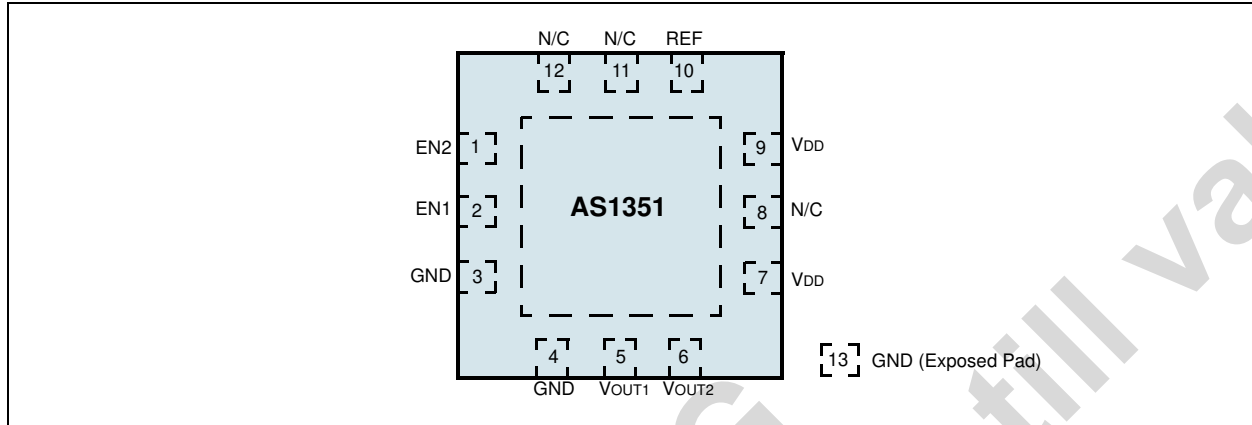 N/C N/C REF
12 11 10
EN2 1 9 VDD
EN1 2 AS1351 8 N/C
GND 3 7 VDD
4 5 6
GND VOUT1 VOUT2
13 GND (Exposed Pad)
still